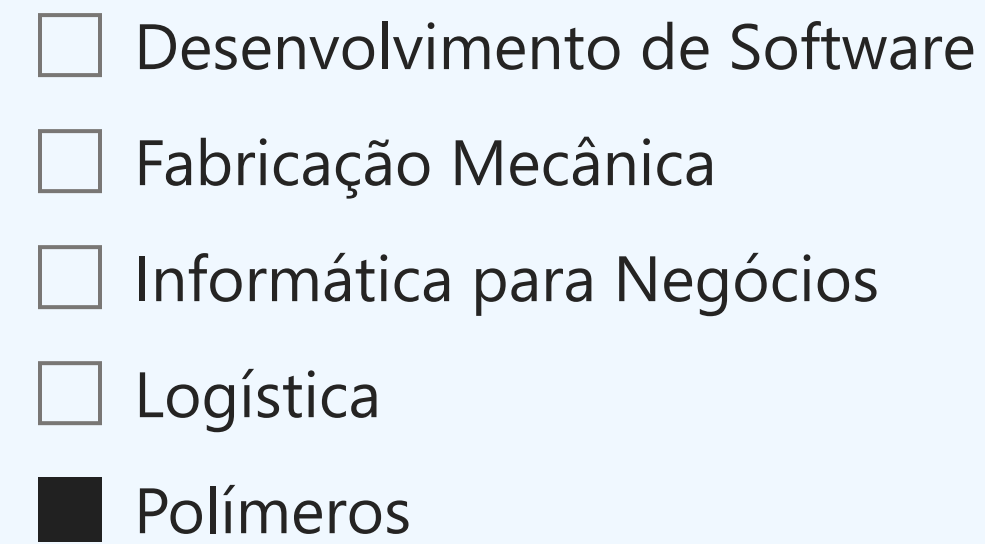 Desenvolvimento de Software
Fabricação Mecânica
Informática para Negócios
Logística
Polímeros